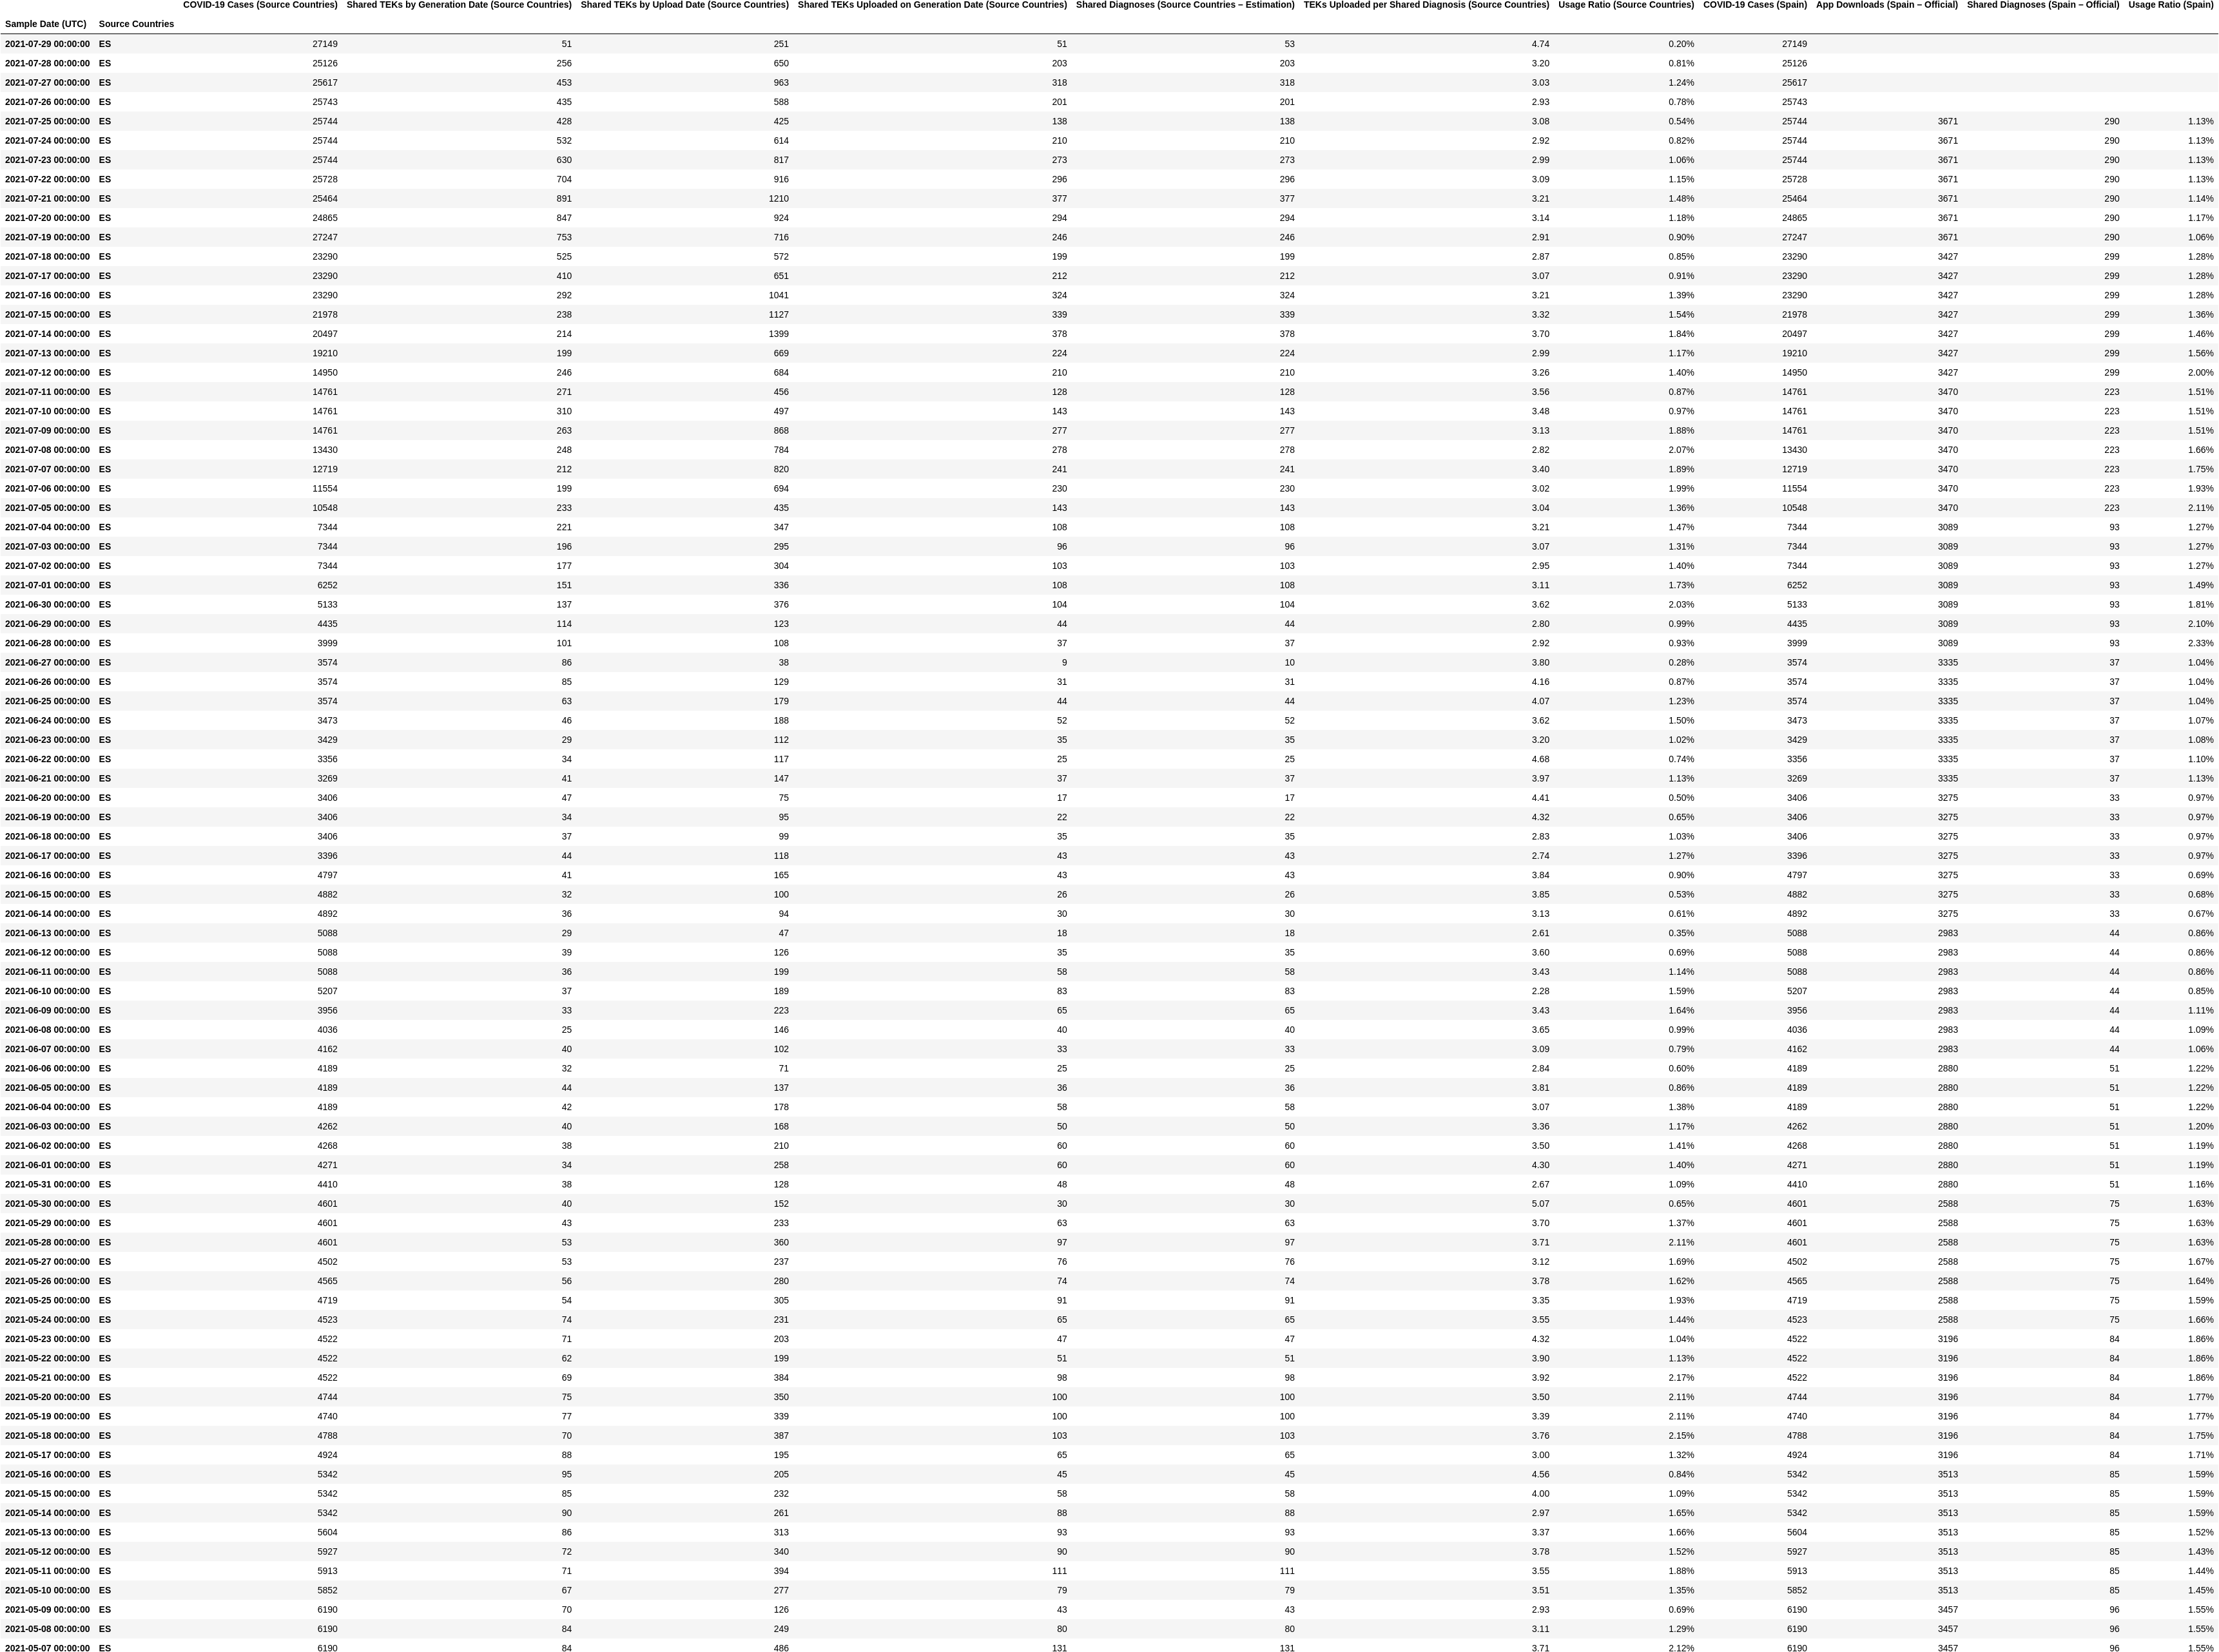 COVID-19 Cases (Source Countries) Shared TEKs by Generation Date (Source Countries) Shared TEKs by Upload Date (Source Countries) Shared TEKs Uploaded on Generation Date (Source Countries) Shared Diagnoses (Source Countries – Estimation) TEKs Uploaded per Shared Diagnosis (Source Countries) Usage Ratio (Source Countries) COVID-19 Cases (Spain) App Downloads (Spain – Official) Shared Diagnoses (Spain – Official) Usage Ratio (Spain)
Sample Date (UTC) Source Countries
2021-07-29 00:00:00 ES 27149 51 251 51 53 4.74 0.20% 27149
2021-07-28 00:00:00 ES 25126 256 650 203 203 3.20 0.81% 25126
2021-07-27 00:00:00 ES 25617 453 963 318 318 3.03 1.24% 25617
2021-07-26 00:00:00 ES 25743 435 588 201 201 2.93 0.78% 25743
2021-07-25 00:00:00 ES 25744 428 425 138 138 3.08 0.54% 25744 3671 290 1.13%
2021-07-24 00:00:00 ES 25744 532 614 210 210 2.92 0.82% 25744 3671 290 1.13%
2021-07-23 00:00:00 ES 25744 630 817 273 273 2.99 1.06% 25744 3671 290 1.13%
2021-07-22 00:00:00 ES 25728 704 916 296 296 3.09 1.15% 25728 3671 290 1.13%
2021-07-21 00:00:00 ES 25464 891 1210 377 377 3.21 1.48% 25464 3671 290 1.14%
2021-07-20 00:00:00 ES 24865 847 924 294 294 3.14 1.18% 24865 3671 290 1.17%
2021-07-19 00:00:00 ES 27247 753 716 246 246 2.91 0.90% 27247 3671 290 1.06%
2021-07-18 00:00:00 ES 23290 525 572 199 199 2.87 0.85% 23290 3427 299 1.28%
2021-07-17 00:00:00 ES 23290 410 651 212 212 3.07 0.91% 23290 3427 299 1.28%
2021-07-16 00:00:00 ES 23290 292 1041 324 324 3.21 1.39% 23290 3427 299 1.28%
2021-07-15 00:00:00 ES 21978 238 1127 339 339 3.32 1.54% 21978 3427 299 1.36%
2021-07-14 00:00:00 ES 20497 214 1399 378 378 3.70 1.84% 20497 3427 299 1.46%
2021-07-13 00:00:00 ES 19210 199 669 224 224 2.99 1.17% 19210 3427 299 1.56%
2021-07-12 00:00:00 ES 14950 246 684 210 210 3.26 1.40% 14950 3427 299 2.00%
2021-07-11 00:00:00 ES 14761 271 456 128 128 3.56 0.87% 14761 3470 223 1.51%
2021-07-10 00:00:00 ES 14761 310 497 143 143 3.48 0.97% 14761 3470 223 1.51%
2021-07-09 00:00:00 ES 14761 263 868 277 277 3.13 1.88% 14761 3470 223 1.51%
2021-07-08 00:00:00 ES 13430 248 784 278 278 2.82 2.07% 13430 3470 223 1.66%
2021-07-07 00:00:00 ES 12719 212 820 241 241 3.40 1.89% 12719 3470 223 1.75%
2021-07-06 00:00:00 ES 11554 199 694 230 230 3.02 1.99% 11554 3470 223 1.93%
2021-07-05 00:00:00 ES 10548 233 435 143 143 3.04 1.36% 10548 3470 223 2.11%
2021-07-04 00:00:00 ES 7344 221 347 108 108 3.21 1.47% 7344 3089 93 1.27%
2021-07-03 00:00:00 ES 7344 196 295 96 96 3.07 1.31% 7344 3089 93 1.27%
2021-07-02 00:00:00 ES 7344 177 304 103 103 2.95 1.40% 7344 3089 93 1.27%
2021-07-01 00:00:00 ES 6252 151 336 108 108 3.11 1.73% 6252 3089 93 1.49%
2021-06-30 00:00:00 ES 5133 137 376 104 104 3.62 2.03% 5133 3089 93 1.81%
2021-06-29 00:00:00 ES 4435 114 123 44 44 2.80 0.99% 4435 3089 93 2.10%
2021-06-28 00:00:00 ES 3999 101 108 37 37 2.92 0.93% 3999 3089 93 2.33%
2021-06-27 00:00:00 ES 3574 86 38 9 10 3.80 0.28% 3574 3335 37 1.04%
2021-06-26 00:00:00 ES 3574 85 129 31 31 4.16 0.87% 3574 3335 37 1.04%
2021-06-25 00:00:00 ES 3574 63 179 44 44 4.07 1.23% 3574 3335 37 1.04%
2021-06-24 00:00:00 ES 3473 46 188 52 52 3.62 1.50% 3473 3335 37 1.07%
2021-06-23 00:00:00 ES 3429 29 112 35 35 3.20 1.02% 3429 3335 37 1.08%
2021-06-22 00:00:00 ES 3356 34 117 25 25 4.68 0.74% 3356 3335 37 1.10%
2021-06-21 00:00:00 ES 3269 41 147 37 37 3.97 1.13% 3269 3335 37 1.13%
2021-06-20 00:00:00 ES 3406 47 75 17 17 4.41 0.50% 3406 3275 33 0.97%
2021-06-19 00:00:00 ES 3406 34 95 22 22 4.32 0.65% 3406 3275 33 0.97%
2021-06-18 00:00:00 ES 3406 37 99 35 35 2.83 1.03% 3406 3275 33 0.97%
2021-06-17 00:00:00 ES 3396 44 118 43 43 2.74 1.27% 3396 3275 33 0.97%
2021-06-16 00:00:00 ES 4797 41 165 43 43 3.84 0.90% 4797 3275 33 0.69%
2021-06-15 00:00:00 ES 4882 32 100 26 26 3.85 0.53% 4882 3275 33 0.68%
2021-06-14 00:00:00 ES 4892 36 94 30 30 3.13 0.61% 4892 3275 33 0.67%
2021-06-13 00:00:00 ES 5088 29 47 18 18 2.61 0.35% 5088 2983 44 0.86%
2021-06-12 00:00:00 ES 5088 39 126 35 35 3.60 0.69% 5088 2983 44 0.86%
2021-06-11 00:00:00 ES 5088 36 199 58 58 3.43 1.14% 5088 2983 44 0.86%
2021-06-10 00:00:00 ES 5207 37 189 83 83 2.28 1.59% 5207 2983 44 0.85%
2021-06-09 00:00:00 ES 3956 33 223 65 65 3.43 1.64% 3956 2983 44 1.11%
2021-06-08 00:00:00 ES 4036 25 146 40 40 3.65 0.99% 4036 2983 44 1.09%
2021-06-07 00:00:00 ES 4162 40 102 33 33 3.09 0.79% 4162 2983 44 1.06%
2021-06-06 00:00:00 ES 4189 32 71 25 25 2.84 0.60% 4189 2880 51 1.22%
2021-06-05 00:00:00 ES 4189 44 137 36 36 3.81 0.86% 4189 2880 51 1.22%
2021-06-04 00:00:00 ES 4189 42 178 58 58 3.07 1.38% 4189 2880 51 1.22%
2021-06-03 00:00:00 ES 4262 40 168 50 50 3.36 1.17% 4262 2880 51 1.20%
2021-06-02 00:00:00 ES 4268 38 210 60 60 3.50 1.41% 4268 2880 51 1.19%
2021-06-01 00:00:00 ES 4271 34 258 60 60 4.30 1.40% 4271 2880 51 1.19%
2021-05-31 00:00:00 ES 4410 38 128 48 48 2.67 1.09% 4410 2880 51 1.16%
2021-05-30 00:00:00 ES 4601 40 152 30 30 5.07 0.65% 4601 2588 75 1.63%
2021-05-29 00:00:00 ES 4601 43 233 63 63 3.70 1.37% 4601 2588 75 1.63%
2021-05-28 00:00:00 ES 4601 53 360 97 97 3.71 2.11% 4601 2588 75 1.63%
2021-05-27 00:00:00 ES 4502 53 237 76 76 3.12 1.69% 4502 2588 75 1.67%
2021-05-26 00:00:00 ES 4565 56 280 74 74 3.78 1.62% 4565 2588 75 1.64%
2021-05-25 00:00:00 ES 4719 54 305 91 91 3.35 1.93% 4719 2588 75 1.59%
2021-05-24 00:00:00 ES 4523 74 231 65 65 3.55 1.44% 4523 2588 75 1.66%
2021-05-23 00:00:00 ES 4522 71 203 47 47 4.32 1.04% 4522 3196 84 1.86%
2021-05-22 00:00:00 ES 4522 62 199 51 51 3.90 1.13% 4522 3196 84 1.86%
2021-05-21 00:00:00 ES 4522 69 384 98 98 3.92 2.17% 4522 3196 84 1.86%
2021-05-20 00:00:00 ES 4744 75 350 100 100 3.50 2.11% 4744 3196 84 1.77%
2021-05-19 00:00:00 ES 4740 77 339 100 100 3.39 2.11% 4740 3196 84 1.77%
2021-05-18 00:00:00 ES 4788 70 387 103 103 3.76 2.15% 4788 3196 84 1.75%
2021-05-17 00:00:00 ES 4924 88 195 65 65 3.00 1.32% 4924 3196 84 1.71%
2021-05-16 00:00:00 ES 5342 95 205 45 45 4.56 0.84% 5342 3513 85 1.59%
2021-05-15 00:00:00 ES 5342 85 232 58 58 4.00 1.09% 5342 3513 85 1.59%
2021-05-14 00:00:00 ES 5342 90 261 88 88 2.97 1.65% 5342 3513 85 1.59%
2021-05-13 00:00:00 ES 5604 86 313 93 93 3.37 1.66% 5604 3513 85 1.52%
2021-05-12 00:00:00 ES 5927 72 340 90 90 3.78 1.52% 5927 3513 85 1.43%
2021-05-11 00:00:00 ES 5913 71 394 111 111 3.55 1.88% 5913 3513 85 1.44%
2021-05-10 00:00:00 ES 5852 67 277 79 79 3.51 1.35% 5852 3513 85 1.45%
2021-05-09 00:00:00 ES 6190 70 126 43 43 2.93 0.69% 6190 3457 96 1.55%
2021-05-08 00:00:00 ES 6190 84 249 80 80 3.11 1.29% 6190 3457 96 1.55%
2021-05-07 00:00:00 ES 6190 84 486 131 131 3.71 2.12% 6190 3457 96 1.55%